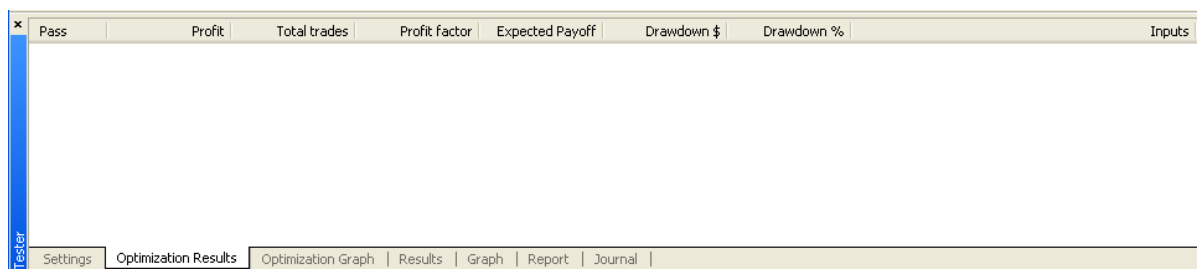 Pass Profit Total trades Profit factor Expected Payoff Drawdown $ Drawdown % Inputs
Tester
Settings Optimization Results Optimization Graph Results Graph Report Journal